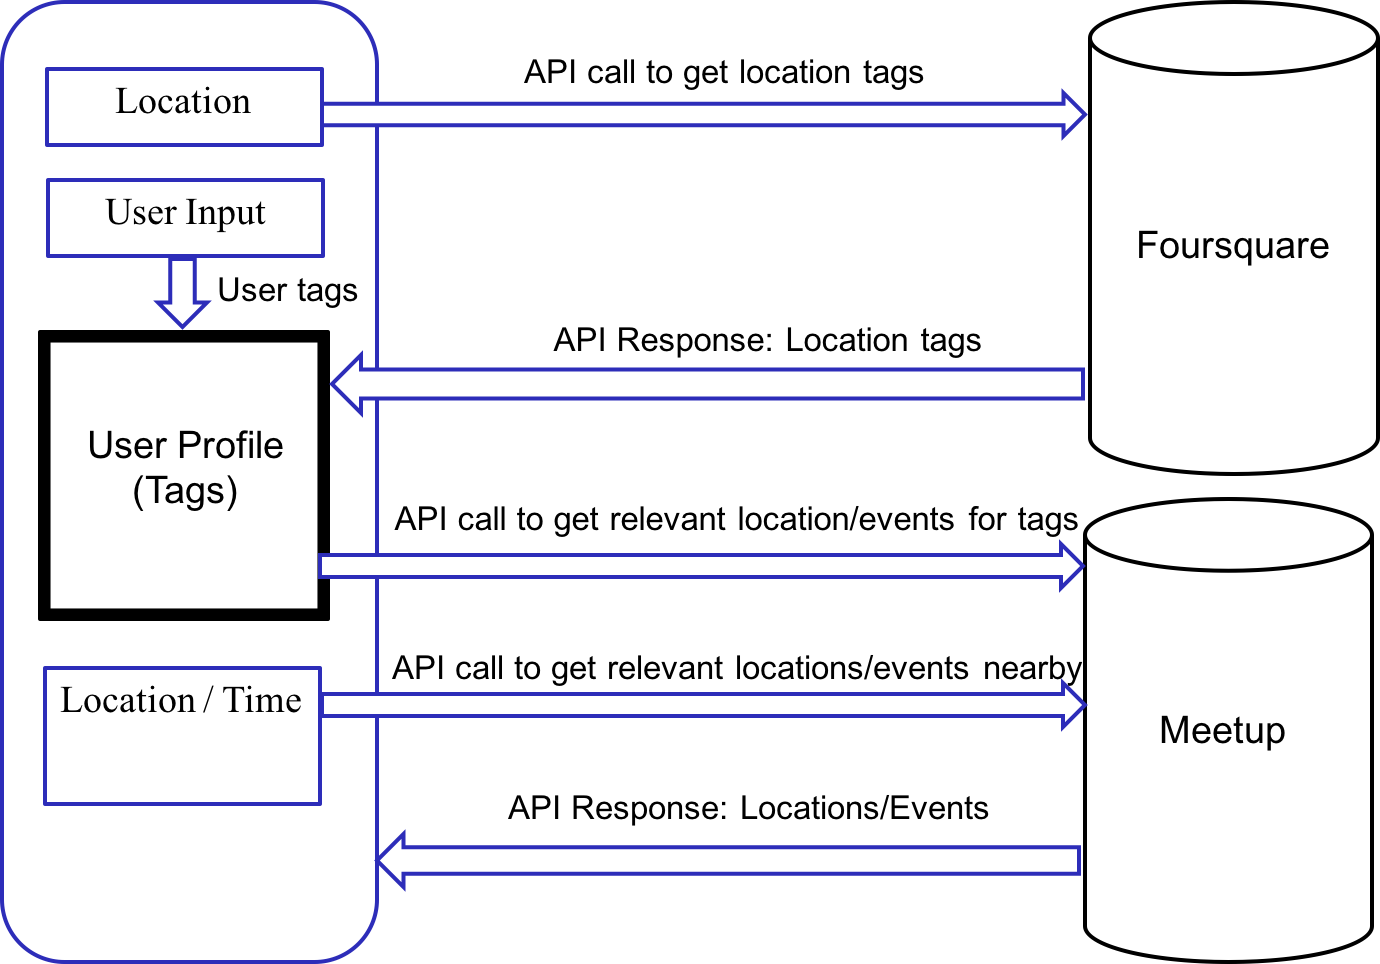 API call to get location tags
Location
User Input
Foursquare
User tags
API Response: Location tags
User Profile
(Tags)
API call to get relevant location/events for tags
API call to get relevant locations/events nearby
Location / Time
Meetup
API Response: Locations/Events